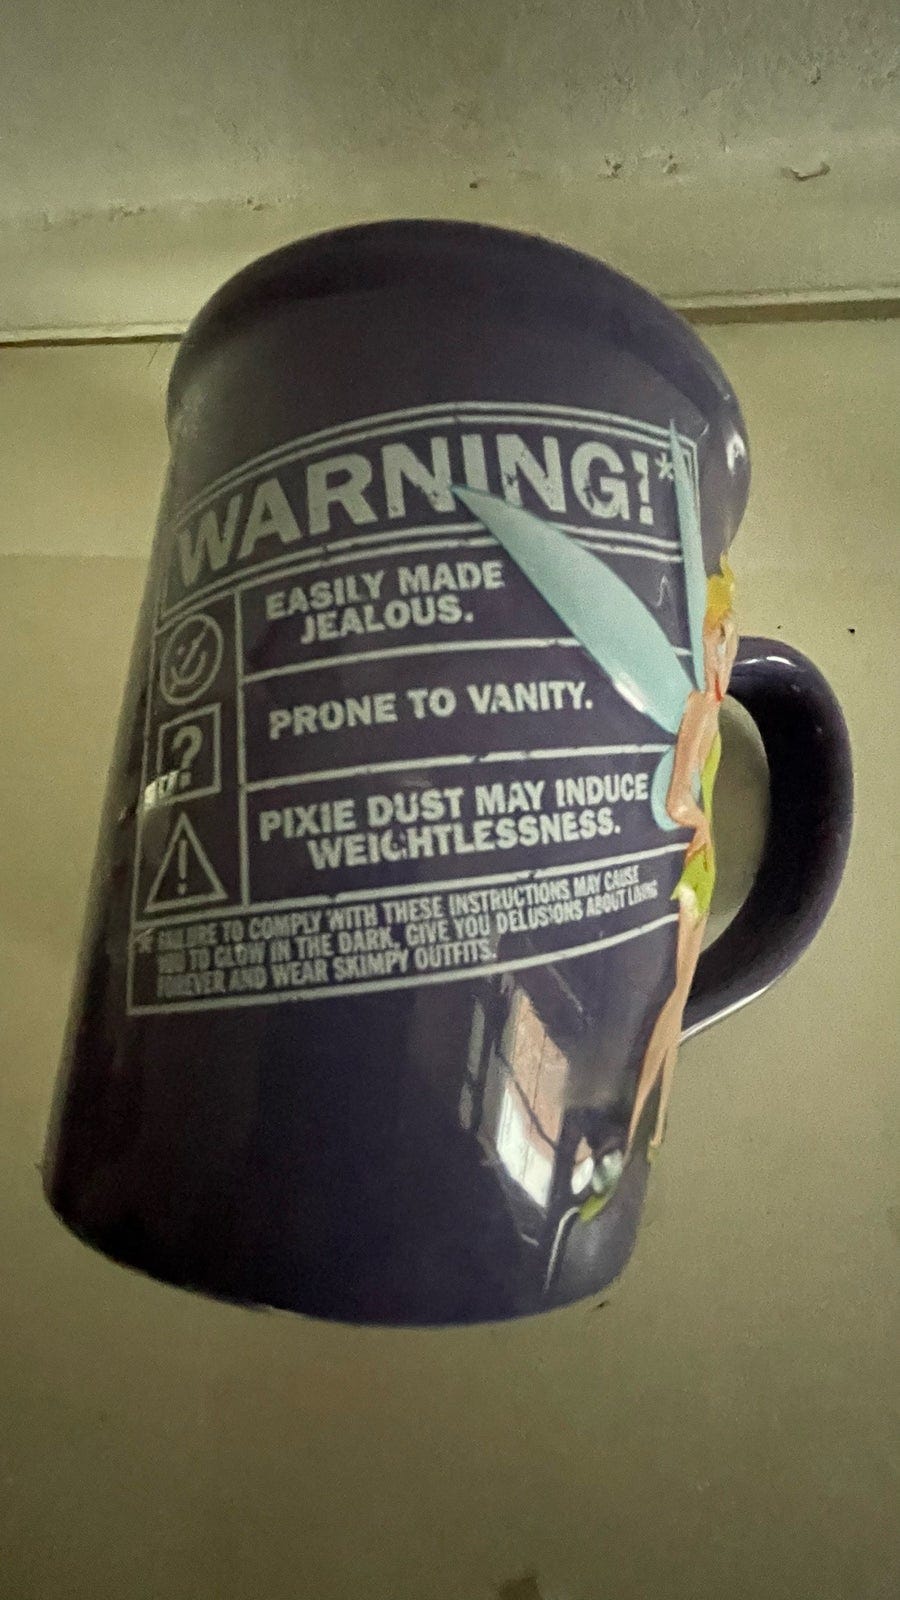 WARNING!*
EASILY MADE
JEALOUS.
?
PRONE TO VANITY.
!
PIXIE DUST MAY INDUCE
WEIGHTLESSNESS.
* FAILURE TO COMPLY WITH THESE INSTRUCTIONS MAY CAUSE
YOU TO GLOW IN THE DARK, GIVE YOU DELUSIONS ABOUT LIVING
FOREVER AND WEAR SKIMPY OUTFITS.